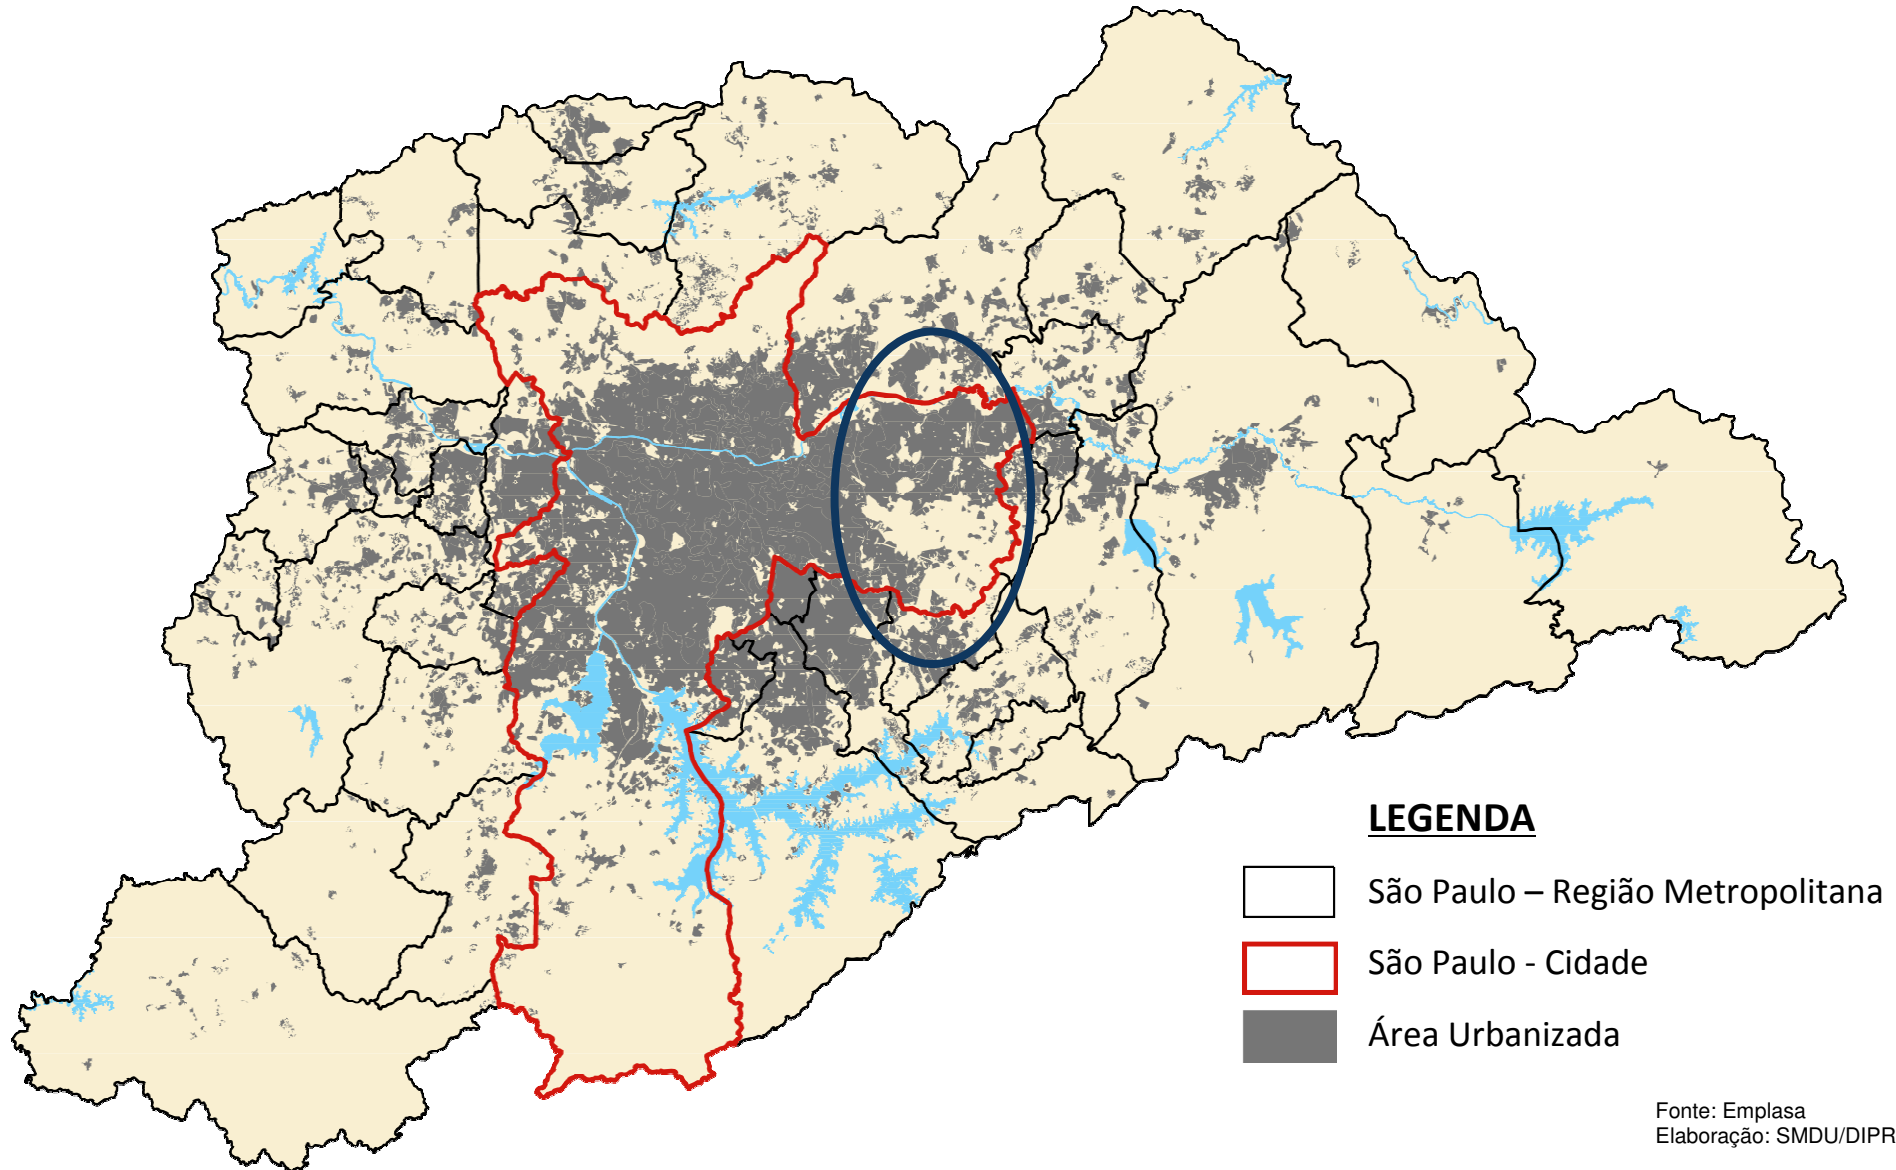 LEGENDA
São Paulo – Região Metropolitana
São Paulo - Cidade
Área Urbanizada
Fonte: Emplasa
Elaboração: SMDU/DIPR